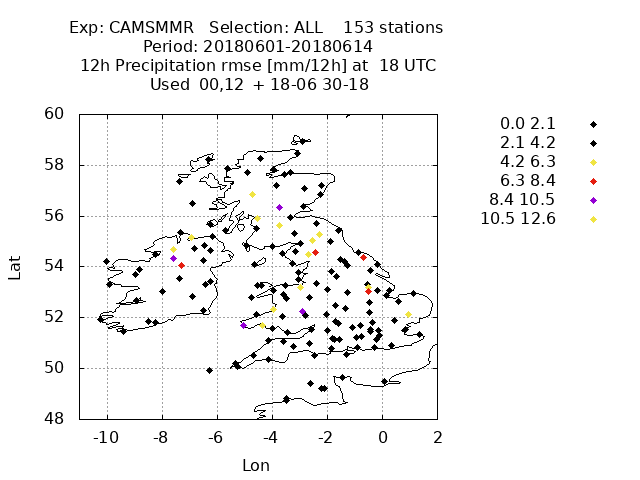 Exp: CAMSMMR Selection: ALL 153 stations
Period: 20180601-20180614
12h Precipitation rmse [mm/12h] at 18 UTC
Used 00,12 + 18-06 30-18
60
58
56
54
52
50
48
Lat
-10 -8 -6 -4 -2 0 2
Lon
0.0 2.1
2.1 4.2
4.2 6.3
6.3 8.4
8.4 10.5
10.5 12.6